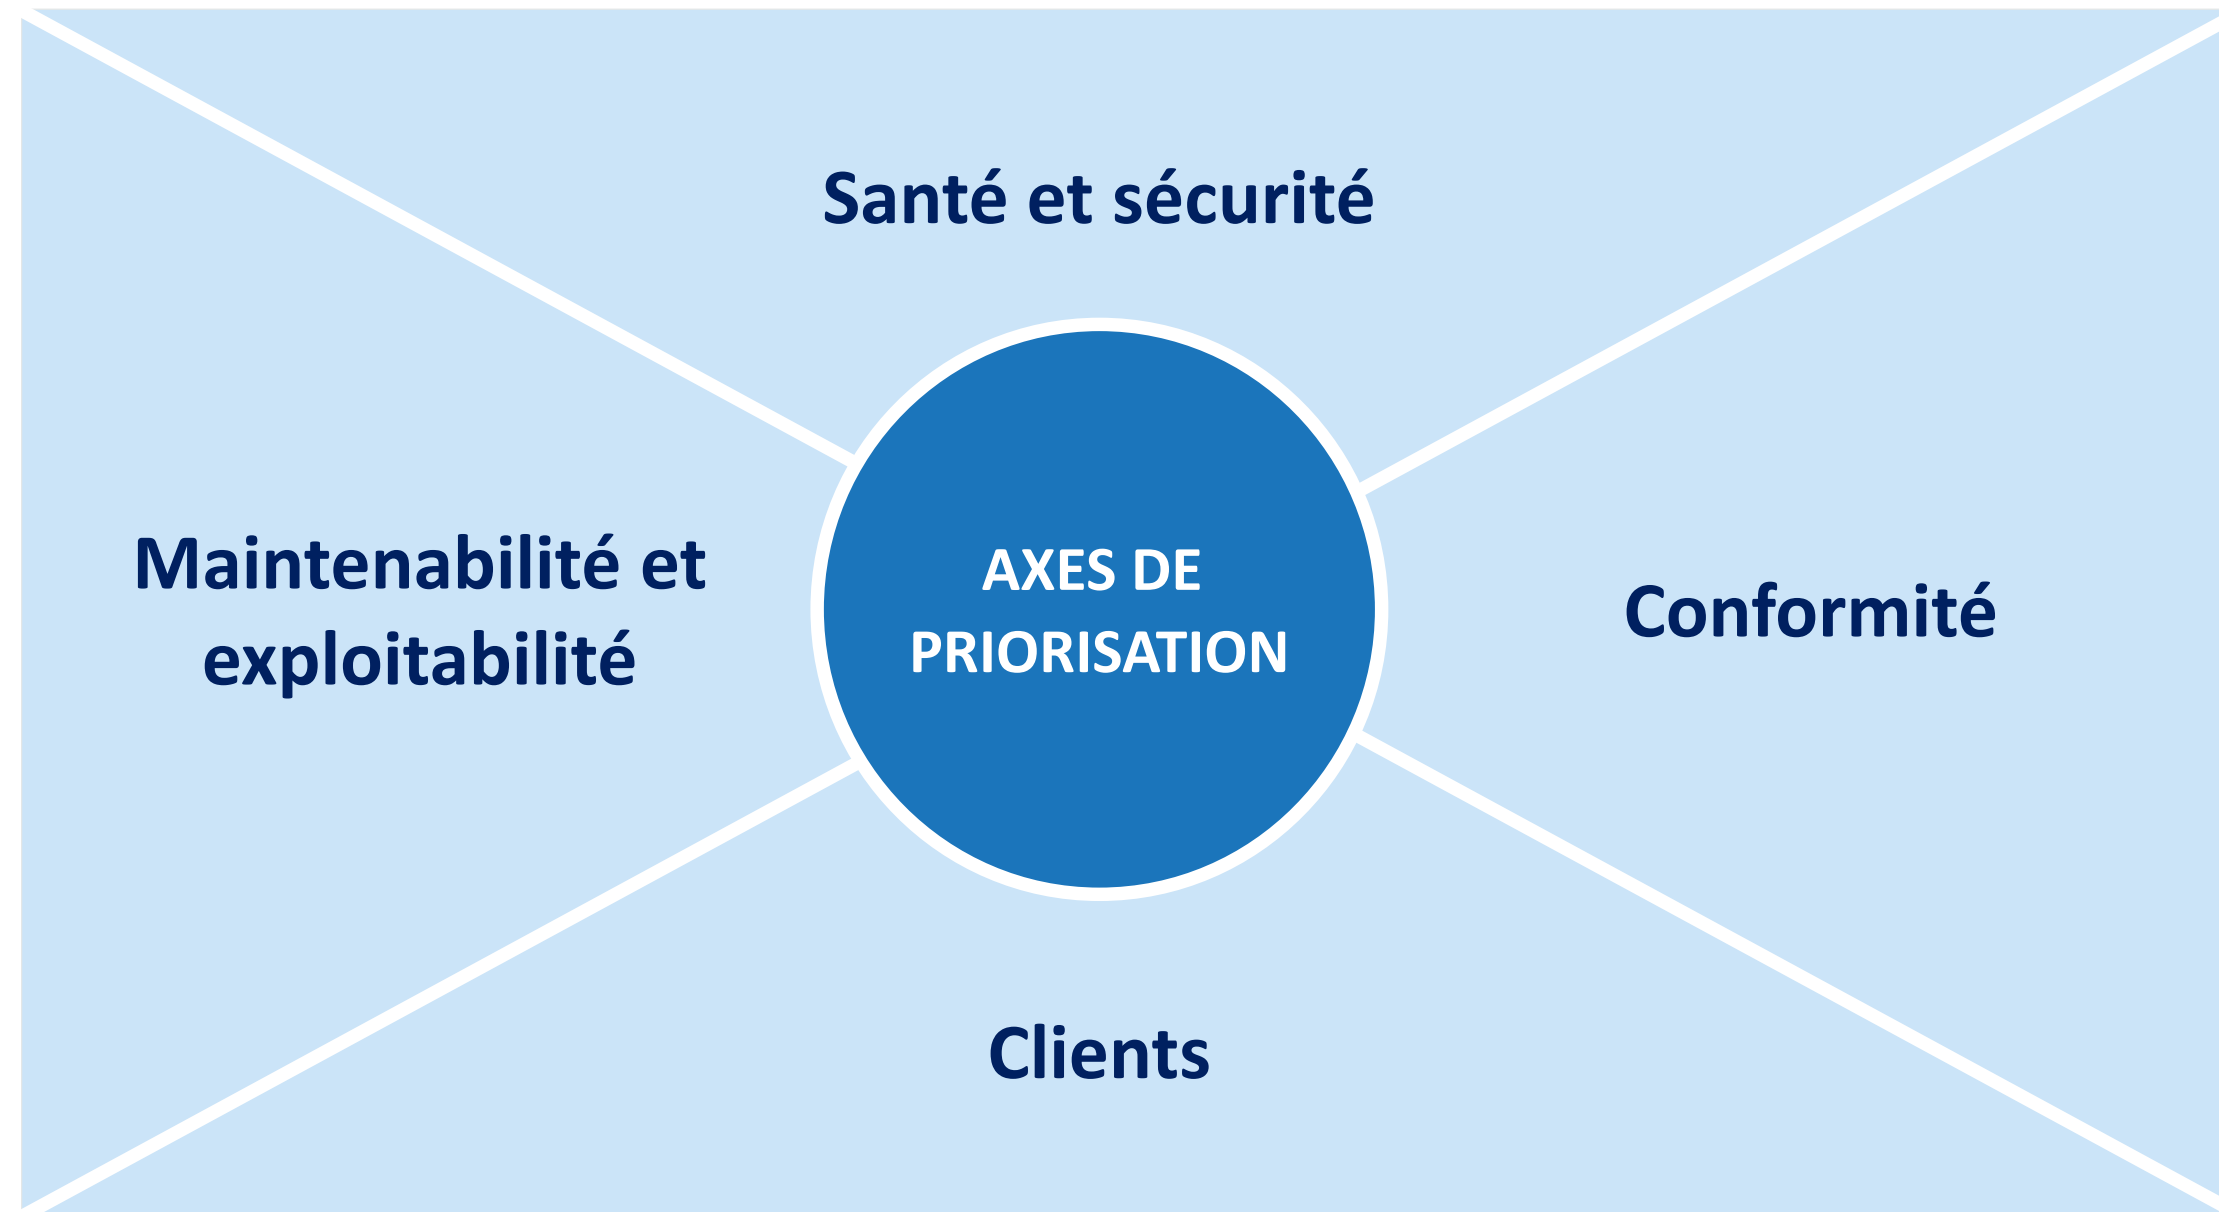 Santé et sécurité
Maintenabilité et
exploitabilité
AXES DE
PRIORISATION
Conformité
Clients